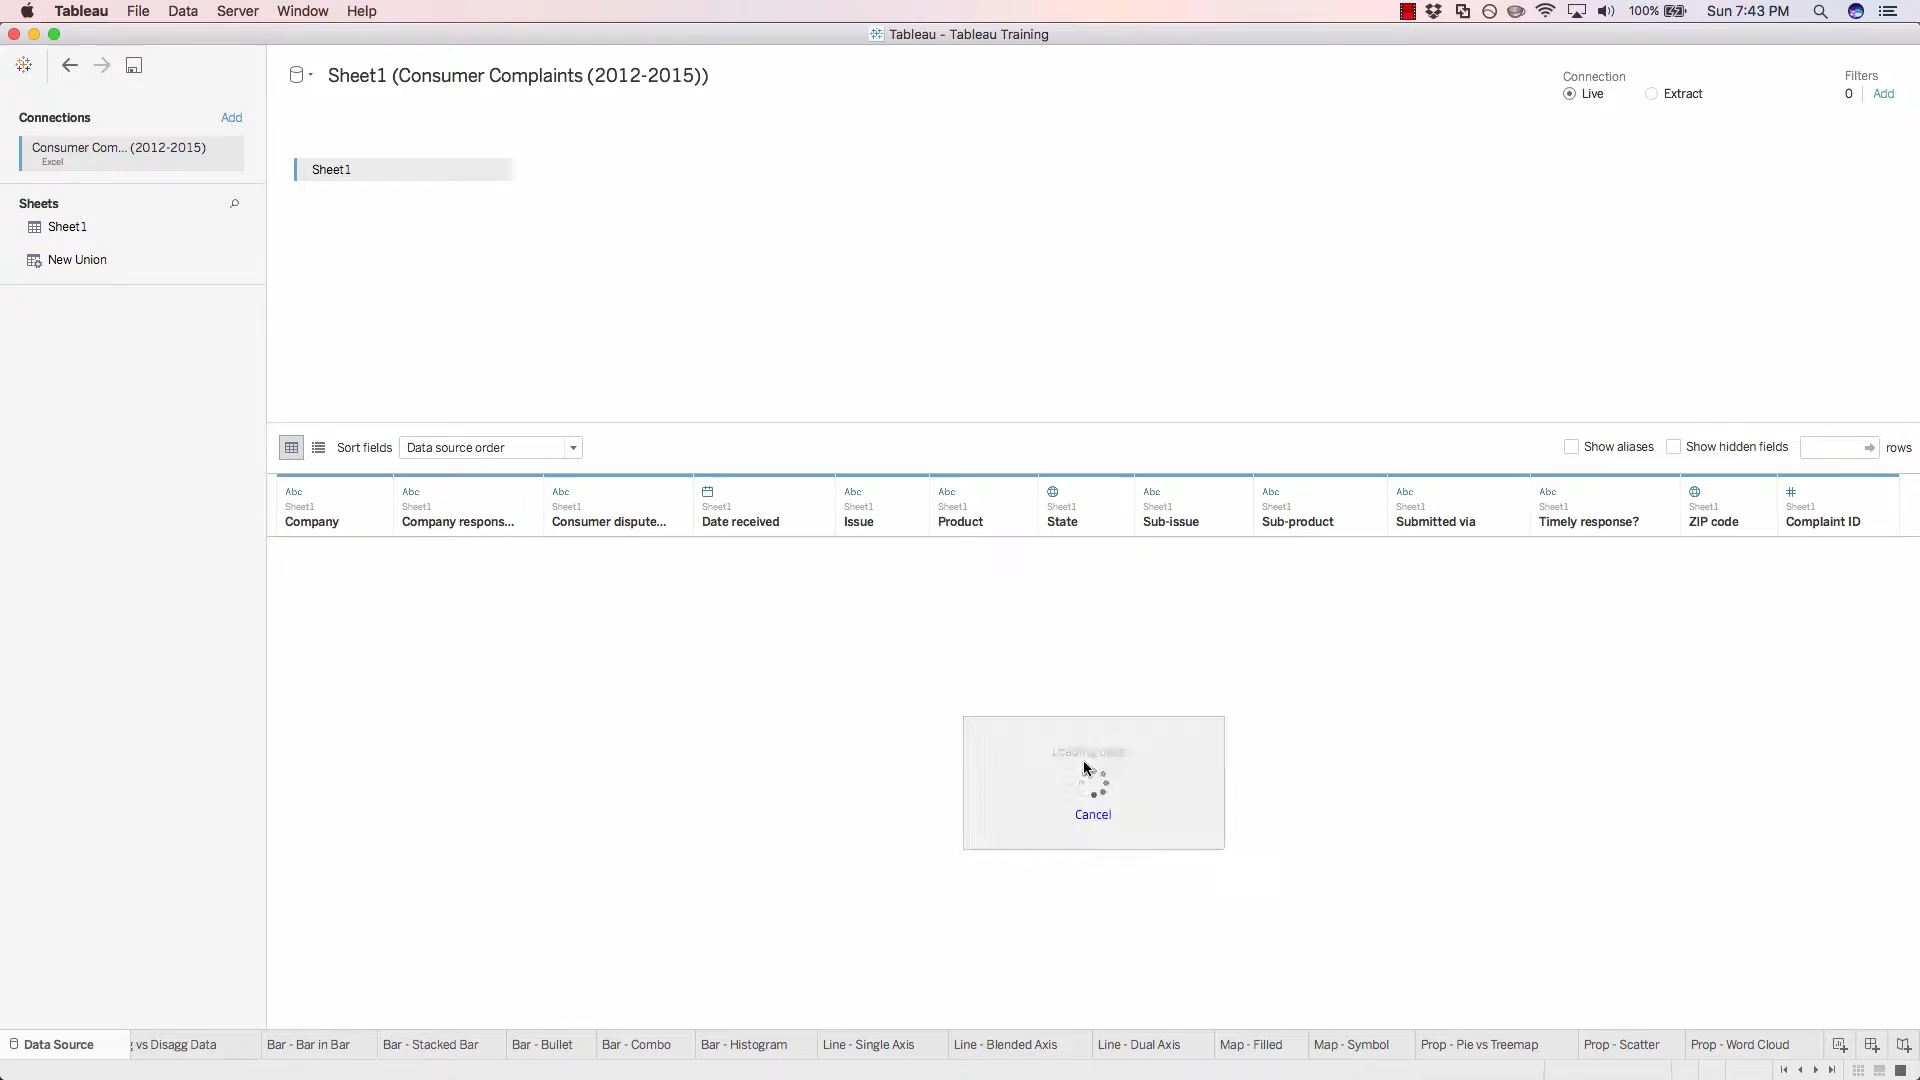 Tableau File Data Server Window Help 100% Sun 7:43 PM
Tableau - Tableau Training
Sheet1 (Consumer Complaints (2012-2015))
Connection
Live Extract
Filters
0 Add
Connections Add
Consumer Com... (2012-2015)
Excel
Sheets
Sheet1
New Union
Sheet1
Sort fields Data source order Show aliases Show hidden fields rows
Abc Abc Abc Abc Abc Abc Abc Abc Abc #
Sheet1 Sheet1 Sheet1 Sheet1 Sheet1 Sheet1 Sheet1 Sheet1 Sheet1 Sheet1 Sheet1 Sheet1 Sheet1
Company Company respons... Consumer dispute... Date received Issue Product State Sub-issue Sub-product Submitted via Timely response? ZIP code Complaint ID
Cancel
Data Source vs Disagg Data Bar - Bar in Bar Bar - Stacked Bar Bar - Bullet Bar - Combo Bar - Histogram Line - Single Axis Line - Blended Axis Line - Dual Axis Map - Filled Map - Symbol Prop - Pie vs Treemap Prop - Scatter Prop - Word Cloud